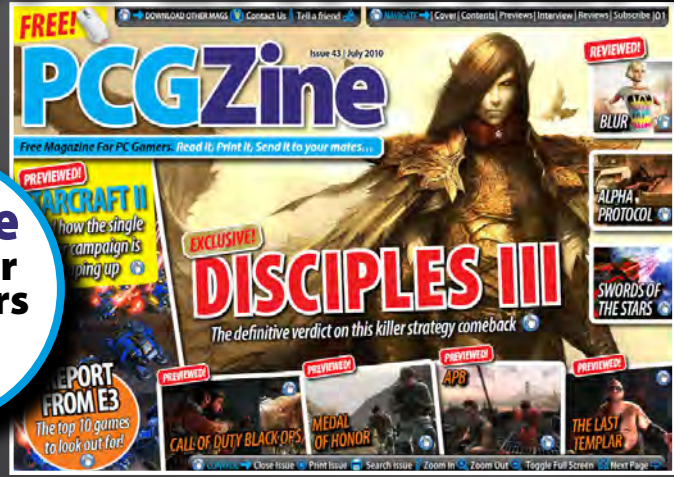 FREE!
DOWNLOAD OTHER MAGS Contact Us Tell a friend
NAVIGATE Cover | Contents | Previews | Interview | Reviews | Subscribe | 01
Issue 43 | July 2010
PCGZine
Free Magazine For PC Gamers. Read it, Print it, Send it to your mates…
REVIEWED!
BLUR
ALPHA
PROTOCOL
SWORDS OF
THE STARS
PREVIEWED!
STARCRAFT II
how the single
campaign is
up
EXCLUSIVE!
DISCIPLES III
The definitive verdict on this killer strategy comeback
REPORT
FROM E3
The top 10 games
to look out for!
PREVIEWED!
CALL OF DUTY BLACK OPS
PREVIEWED!
MEDAL
OF HONOR
PREVIEWED!
APB
PREVIEWED!
THE LAST
TEMPLAR
CONTROL Close Issue Print Issue Search issue Zoom In Zoom Out Toggle Full Screen Next Page